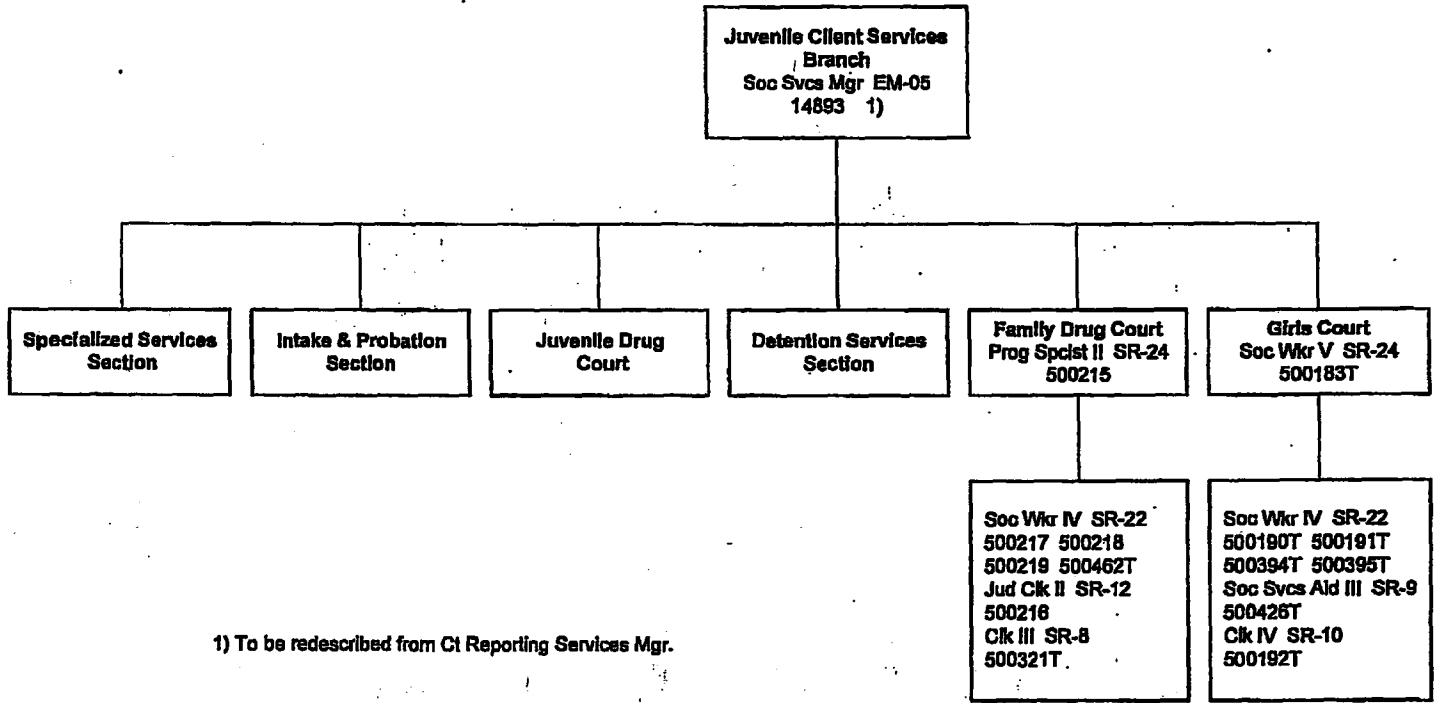 Juvenile Client Services
Branch
Soc Svcs Mgr EM-05
14893 1)
Specialized Services
Section
Intake & Probation
Section
Juvenile Drug
Court
Detention Services
Section
Family Drug Court
Prog Spclst II SR-24
500215
Girls Court
Soc Wkr V SR-24
500183T
Soc Wkr IV SR-22
500217 500218
500219 500462T
Jud Clk II SR-12
500216
Clk III SR-8
500321T
Soc Wkr IV SR-22
500190T 500191T
500394T 500395T
Soc Svcs Aid III SR-9
500426T
Clk IV SR-10
500192T
1) To be redescribed from Ct Reporting Services Mgr.